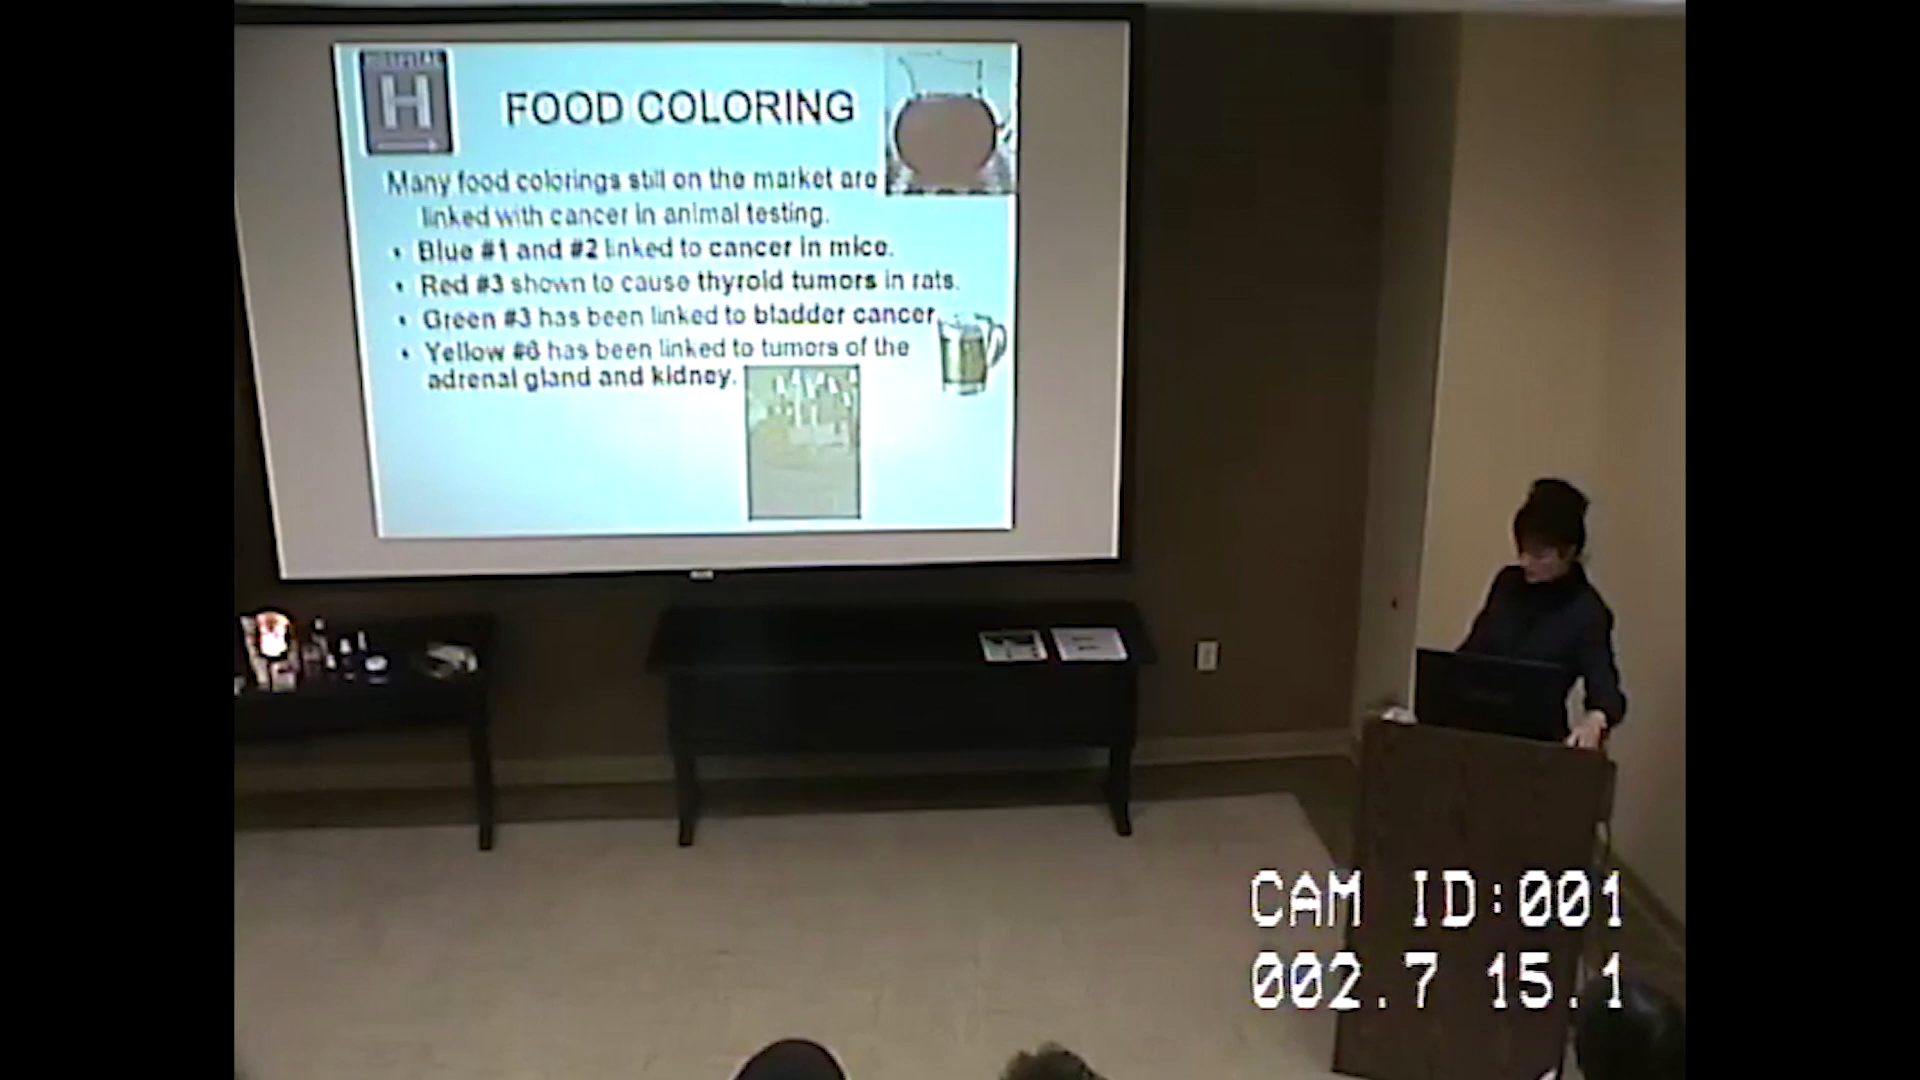 HOSPITAL
H
FOOD COLORING
Many food colorings still on the market are
linked with cancer in animal testing.
• Blue #1 and #2 linked to cancer in mice.
• Red #3 shown to cause thyroid tumors in rats.
• Green #3 has been linked to bladder cancer.
• Yellow #6 has been linked to tumors of the
adrenal gland and kidney.
CAM ID:001
002.7 15.1